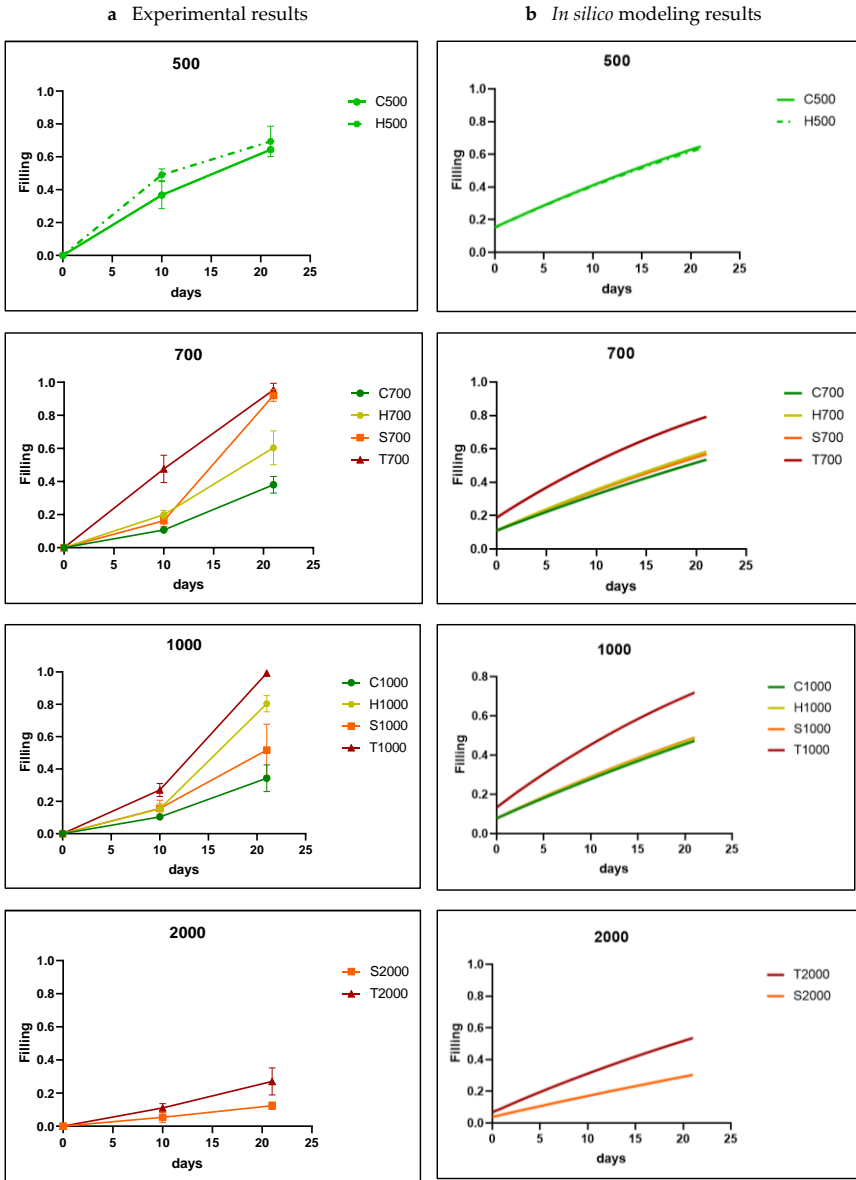 a Experimental results
b In silico modeling results
500
1.0
0.8
0.6
0.4
0.2
0.0
Filling
0 5 10 15 20 25
days
C500
H500
500
1.0
0.8
0.6
0.4
0.2
0.0
Filling
0 5 10 15 20 25
days
C500
H500
700
1.0
0.8
0.6
0.4
0.2
0.0
Filling
0 5 10 15 20 25
days
C700
H700
S700
T700
700
1.0
0.8
0.6
0.4
0.2
0.0
Filling
0 5 10 15 20 25
days
C700
H700
S700
T700
1000
1.0
0.8
0.6
0.4
0.2
0.0
Filling
0 5 10 15 20 25
days
C1000
H1000
S1000
T1000
1000
0.8
0.6
0.4
0.2
0.0
Filling
0 5 10 15 20 25
days
C1000
H1000
S1000
T1000
2000
1.0
0.8
0.6
0.4
0.2
0.0
Filling
0 5 10 15 20 25
days
S2000
T2000
2000
1.0
0.8
0.6
0.4
0.2
0.0
Filling
0 5 10 15 20 25
days
T2000
S2000